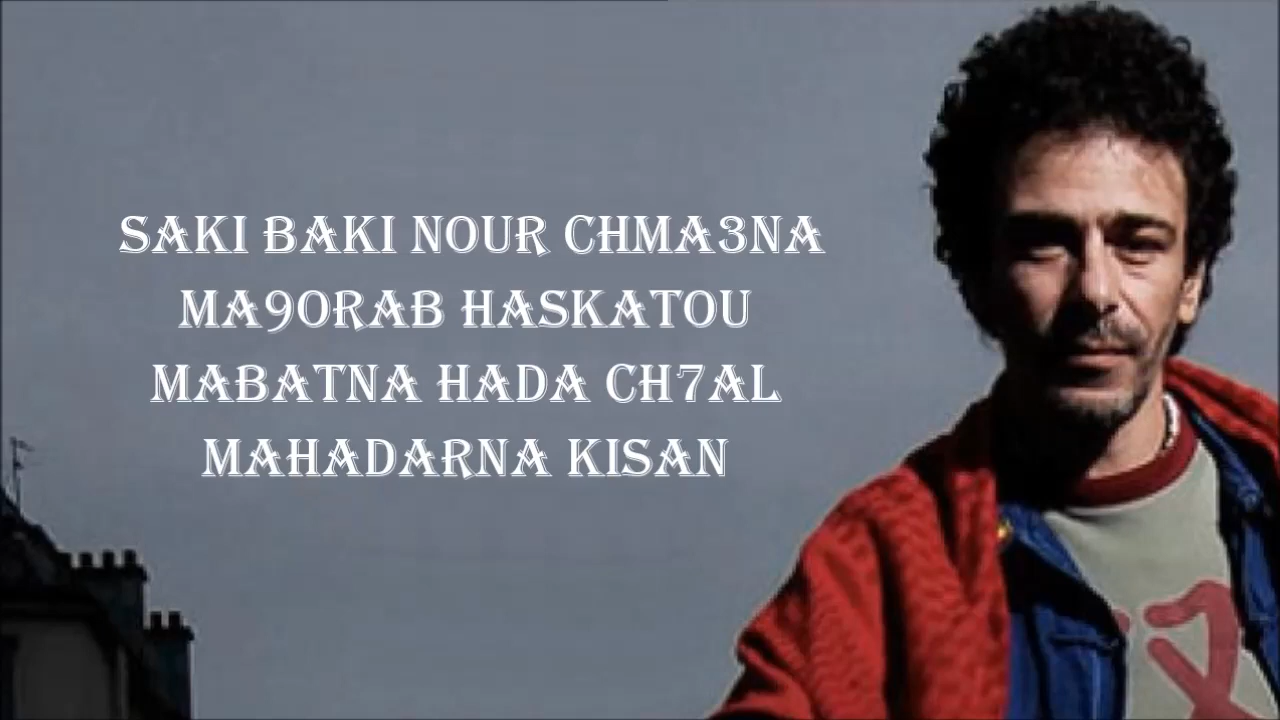 SAKI BAKI NOUR CHMA3NA
MA9ORAB HASKATOU
MABATNA HADA CH7AL
MAHADARNA KISAN